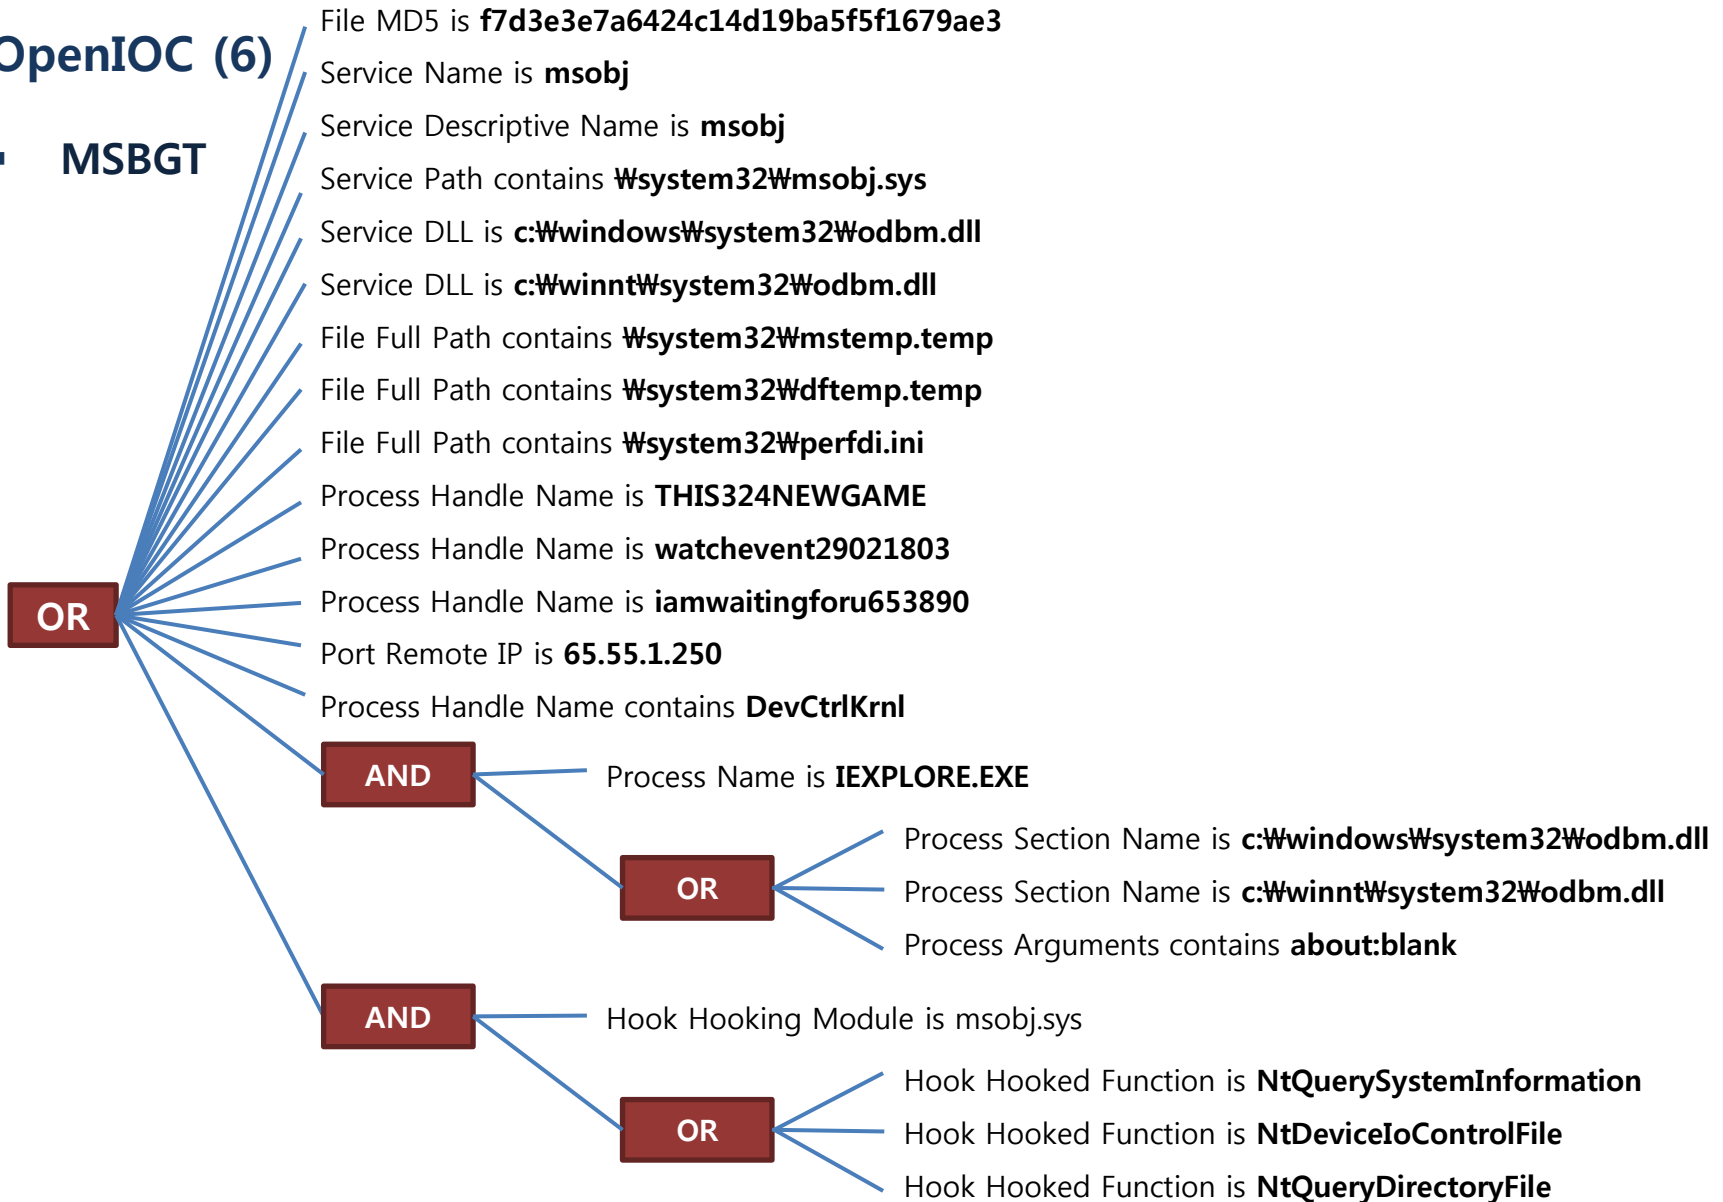 OpenIOC (6)
MSBGT
File MD5 is f7d3e3e7a6424c14d19ba5f5f1679ae3
Service Name is msobj
Service Descriptive Name is msobj
Service Path contains ₩system32₩msobj.sys
Service DLL is c:₩windows₩system32₩odbm.dll
Service DLL is c:₩winnt₩system32₩odbm.dll
File Full Path contains ₩system32₩mstemp.temp
File Full Path contains ₩system32₩dftemp.temp
File Full Path contains ₩system32₩perfdi.ini
Process Handle Name is THIS324NEWGAME
Process Handle Name is watchevent29021803
Process Handle Name is iamwaitingforu653890
OR
Port Remote IP is 65.55.1.250
Process Handle Name contains DevCtrlKrnl
AND
Process Name is IEXPLORE.EXE
Process Section Name is c:₩windows₩system32₩odbm.dll
OR
Process Section Name is c:₩winnt₩system32₩odbm.dll
Process Arguments contains about:blank
AND
Hook Hooking Module is msobj.sys
Hook Hooked Function is NtQuerySystemInformation
OR
Hook Hooked Function is NtDeviceIoControlFile
Hook Hooked Function is NtQueryDirectoryFile